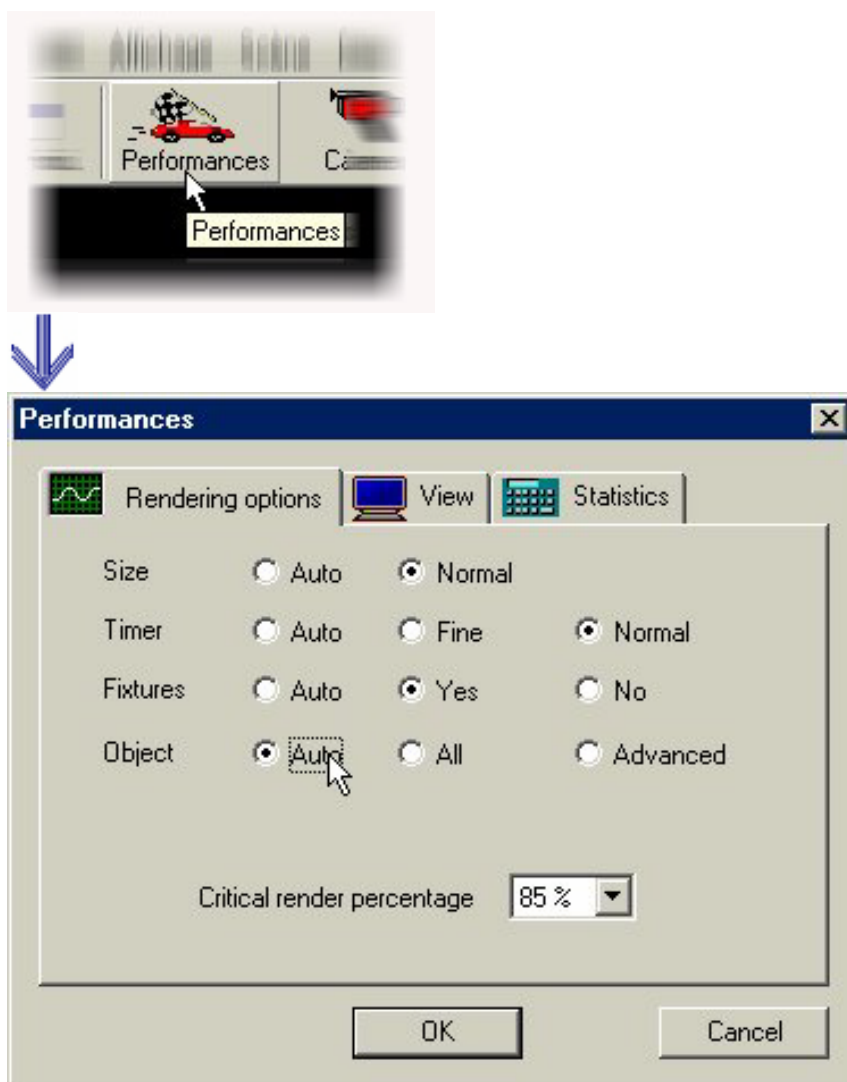 Affichage
Performances
Performances
Performances
Rendering options View Statistics
Size Auto Normal
Timer Auto Fine Normal
Fixtures Auto Yes No
Object Auto All Advanced
Critical render percentage 85 %
OK Cancel